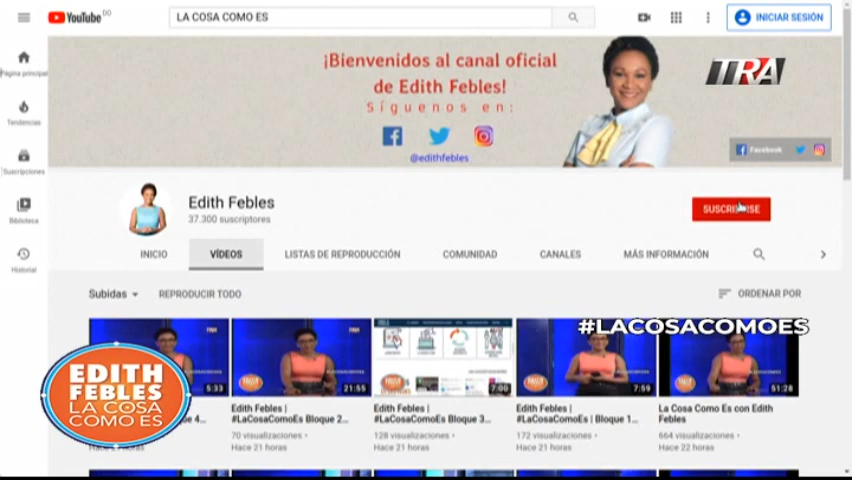 YouTube DO
LA COSA COMO ES
INICIAR SESIÓN
Página principal
Tendencias
Suscripciones
Biblioteca
Historial
¡Bienvenidos al canal oficial
de Edith Febles!
Síguenos en:
@edithfebles
TRA
Facebook
Edith Febles
37.300 suscriptores
SUSCRIBIRSE
INICIO
VÍDEOS
LISTAS DE REPRODUCCIÓN
COMUNIDAD
CANALES
MÁS INFORMACIÓN
Subidas
REPRODUCIR TODO
ORDENAR POR
#LACOSACOMOES
5:33
21:55
7:00
7:59
51:28
EDITH
FEBLES
LA COSA
COMO ES
4...
Edith Febles |
#LaCosaComoEs Bloque 2...
70 visualizaciones •
Hace 21 horas
Edith Febles |
#LaCosaComoEs Bloque 3...
128 visualizaciones •
Hace 21 horas
Edith Febles |
#LaCosaComoEs | Bloque 1...
172 visualizaciones •
Hace 21 horas
La Cosa Como Es con Edith
Febles
664 visualizaciones •
Hace 22 horas